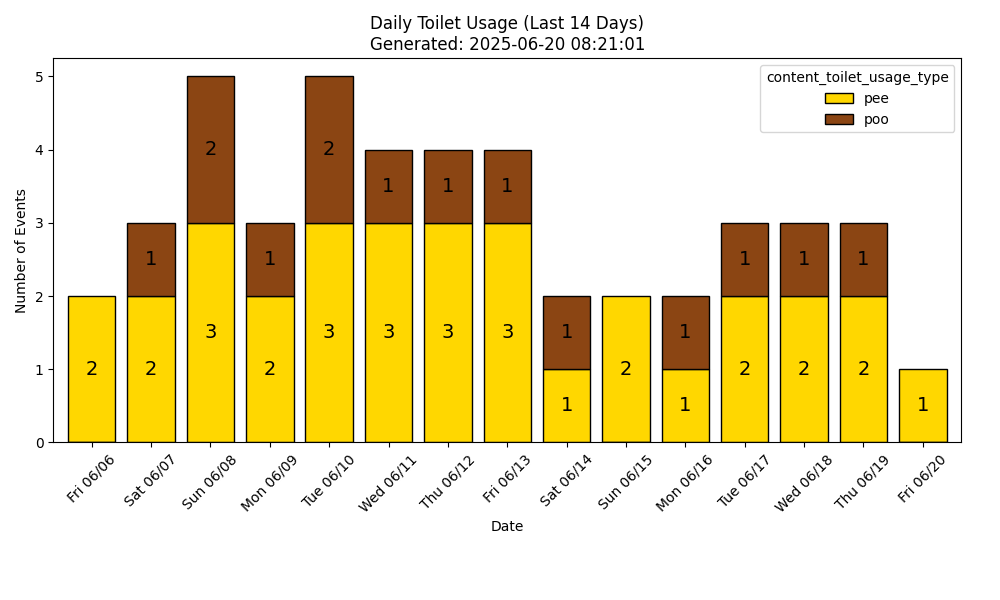 Daily Toilet Usage (Last 14 Days)
Generated: 2025-06-20 08:21:01
content_toilet_usage_type
pee
poo
Number of Events
5
4
3
2
1
0
2 1 2 1 2 1 1 1 1 2 1 1 1 1 1
2 3 2 3 3 3 3 1 1 2 2 2
Fri 06/06 Sat 06/07 Sun 06/08 Mon 06/09 Tue 06/10 Wed 06/11 Thu 06/12 Fri 06/13 Sat 06/14 Sun 06/15 Mon 06/16 Tue 06/17 Wed 06/18 Thu 06/19 Fri 06/20
Date